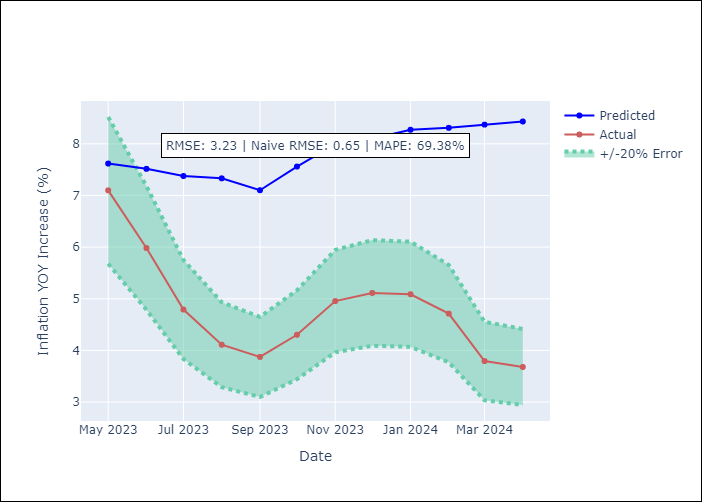 Predicted
Actual
+/-20% Error
RMSE: 3.23 | Naive RMSE: 0.65 | MAPE: 69.38%
8
7
6
5
4
3
Inflation YOY Increase (%)
May 2023 Jul 2023 Sep 2023 Nov 2023 Jan 2024 Mar 2024
Date